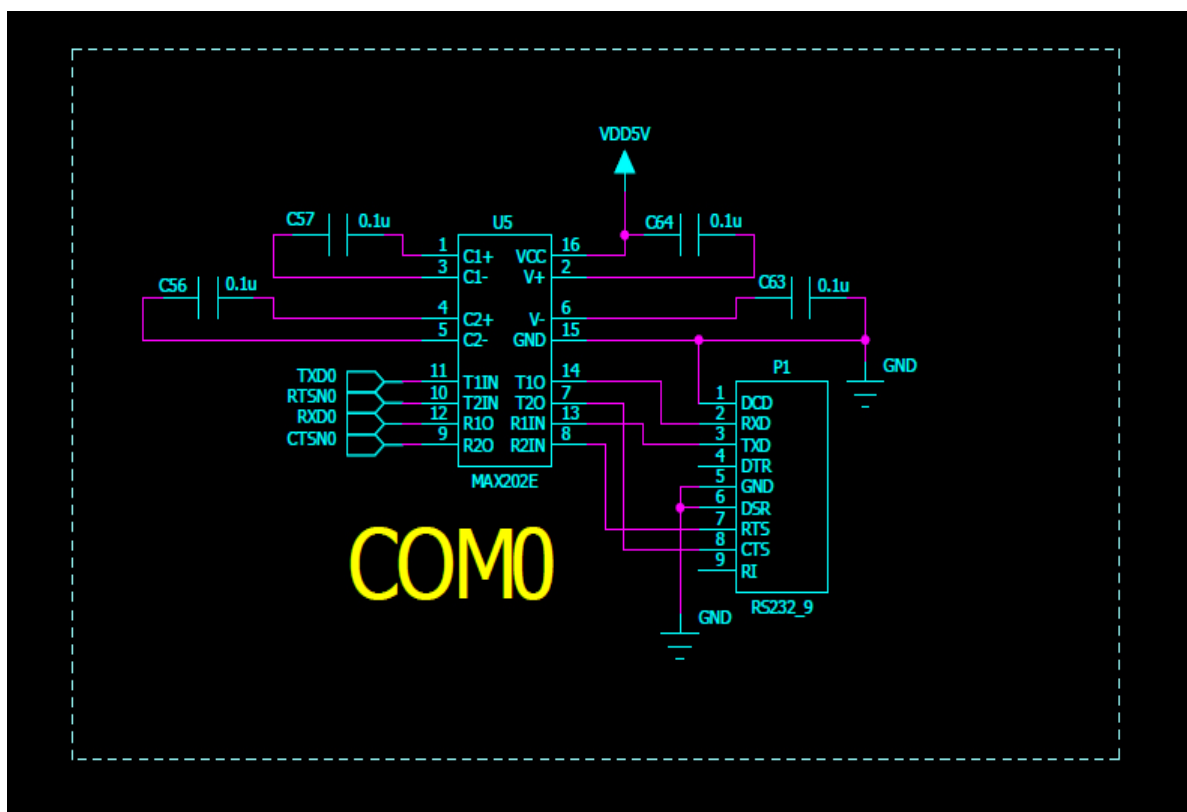 VDD5V
C57 0.1u
U5
C64 0.1u
1 C1+ VCC 16
3 C1- V+ 2
C56 0.1u
C63 0.1u
4 C2+ V- 6
5 C2- GND 15
GND
P1
TXD0 11 T1IN T1O 14
RTSN0 10 T2IN T2O 7
RXD0 12 R1O R1IN 13
CTSN0 9 R2O R2IN 8
MAX202E
1 DCD
2 RXD
3 TXD
4 DTR
5 GND
6 DSR
7 RTS
8 CTS
9 RI
RS232_9
GND
COM0